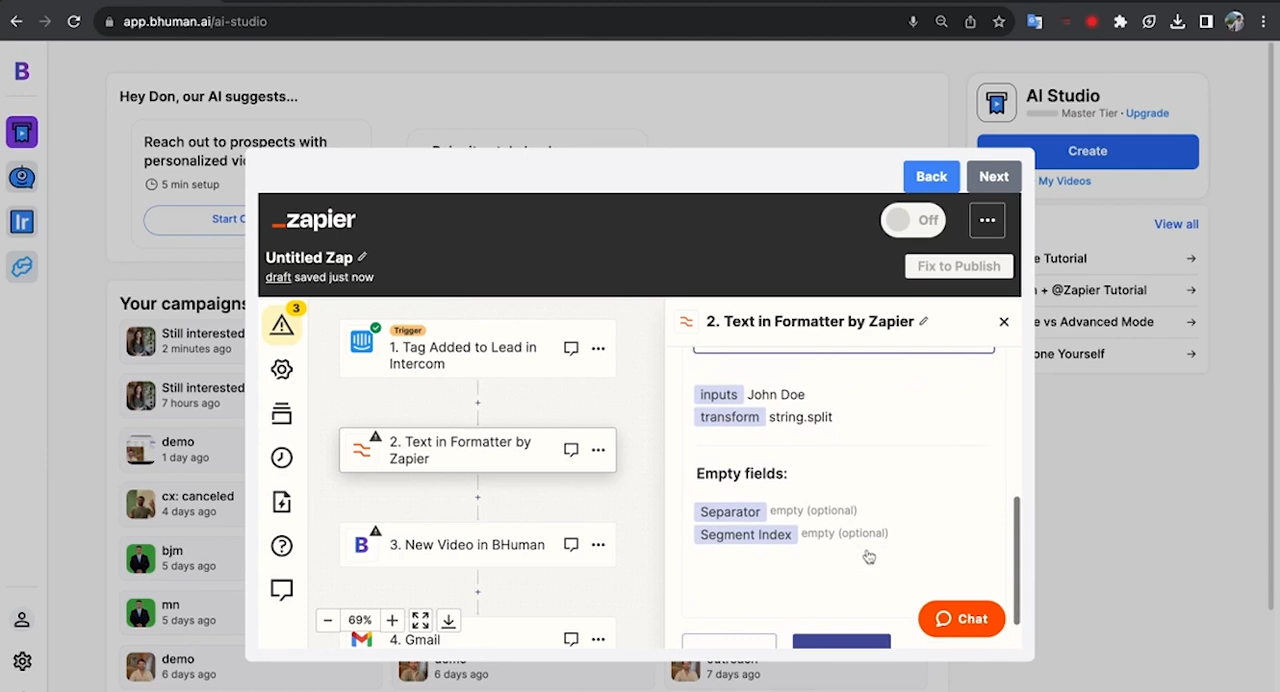 app.bhuman.ai/ai-studio
B
Hey Don, our AI suggests...
Reach out to prospects with
personalized vi
5 min setup
Start C
AI Studio
Master Tier · Upgrade
Create
My Videos
View all
e Tutorial
n + @Zapier Tutorial
e vs Advanced Mode
one Yourself
Your campaigns
Still interested
2 minutes ago
Still interested
7 hours ago
demo
1 day ago
cx: canceled
4 days ago
bjm
5 days ago
mn
5 days ago
demo
6 days ago
demo
6 days ago
outreach
7 days ago
Ir
Back
Next
_zapier
Off
Untitled Zap
draft saved just now
Fix to Publish
3
Trigger
1. Tag Added to Lead in
Intercom
2. Text in Formatter by
Zapier
B
3. New Video in BHuman
4. Gmail
69%
2. Text in Formatter by Zapier
inputs John Doe
transform string.split
Empty fields:
Separator empty (optional)
Segment Index empty (optional)
Chat